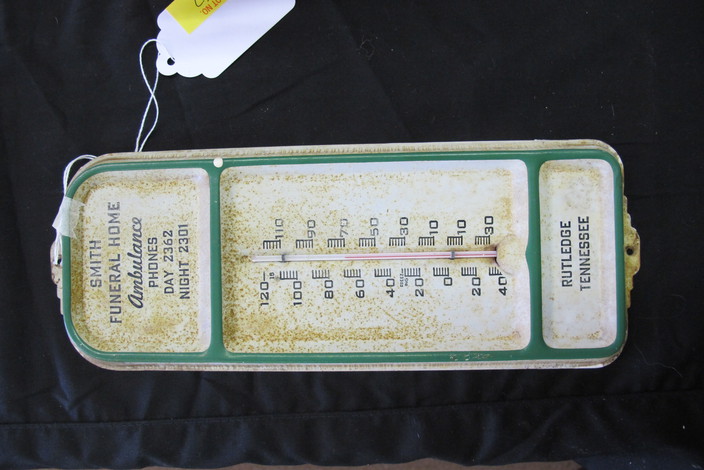 SMITH
FUNERAL HOME
Ambulance
PHONES
DAY 2362
NIGHT 2301
120
110
100
90
80
70
60
50
40
30
20
10
0
10
20
30
40
RUTLEDGE
TENNESSEE